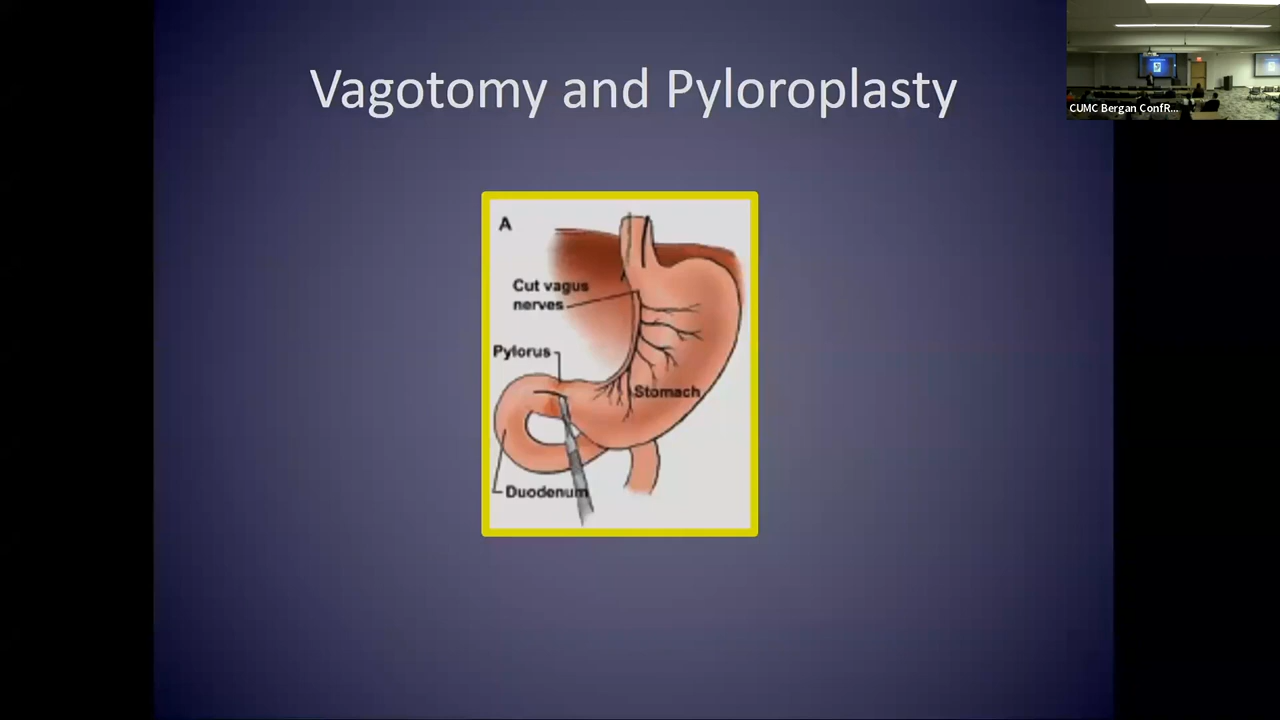 Vagotomy and Pyloroplasty
CUMC Bergan ConfR...
A
Cut vagus
nerves
Pylorus
Stomach
Duodenum